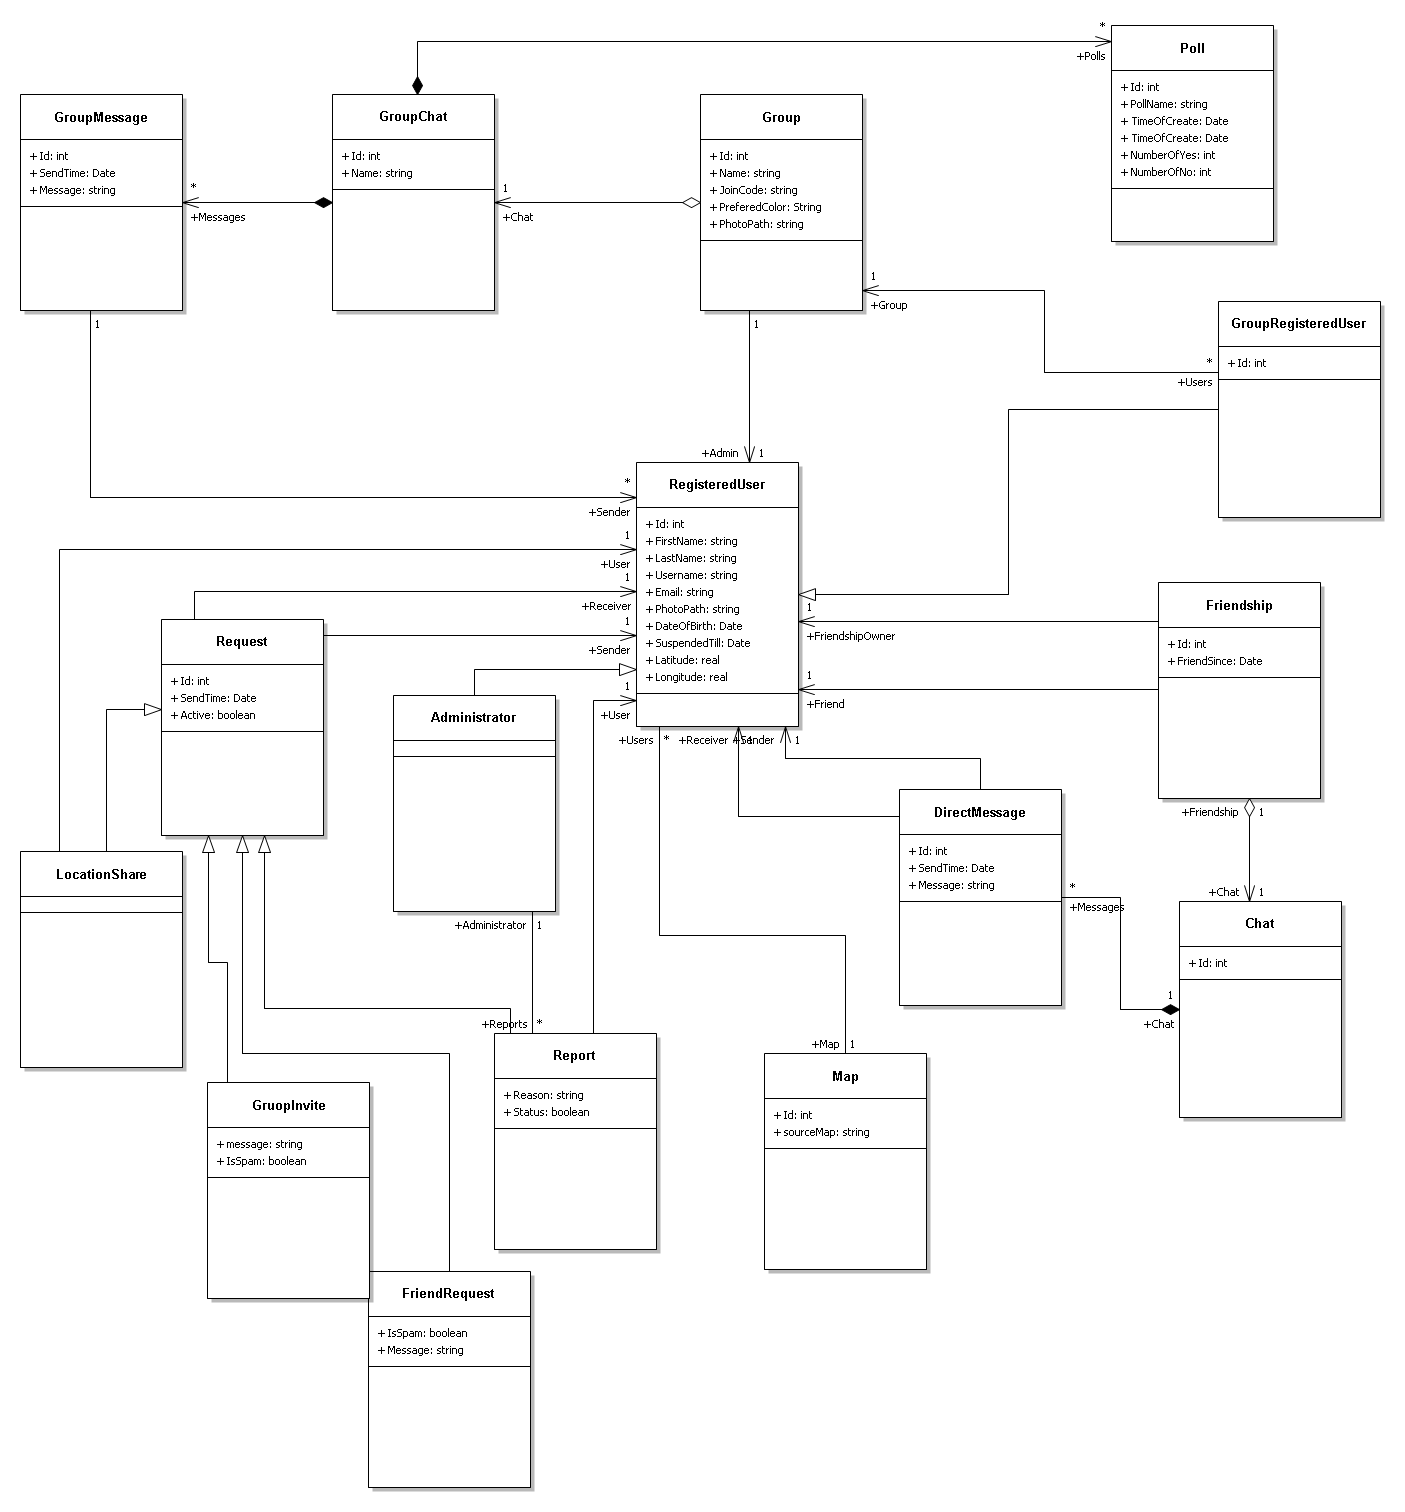 *
+Polls
Poll
+ Id: int
+ PollName: string
+ TimeOfCreate: Date
+ TimeOfCreate: Date
+ NumberOfYes: int
+ NumberOfNo: int
GroupMessage
+ Id: int
+ SendTime: Date
+ Message: string
*
+Messages
GroupChat
+ Id: int
+ Name: string
1
+Chat
Group
+ Id: int
+ Name: string
+ JoinCode: string
+ PreferedColor: String
+ PhotoPath: string
1
+Group
1
1
*
+Users
GroupRegisteredUser
+ Id: int
+Admin
1
*
+Sender
1
+User
1
+Receiver
1
+Sender
1
+User
RegisteredUser
+ Id: int
+ FirstName: string
+ LastName: string
+ Username: string
+ Email: string
+ PhotoPath: string
+ DateOfBirth: Date
+ SuspendedTill: Date
+ Latitude: real
+ Longitude: real
1
+FriendshipOwner
1
+Friend
Friendship
+ Id: int
+ FriendSince: Date
Request
+ Id: int
+ SendTime: Date
+ Active: boolean
Administrator
+Users
*
+Receiver
1
+Sender
1
DirectMessage
+ Id: int
+ SendTime: Date
+ Message: string
+Friendship
1
+Chat
1
*
+Messages
LocationShare
+Administrator
1
Chat
+ Id: int
1
+Chat
+Reports
*
Report
+ Reason: string
+ Status: boolean
+Map
1
Map
+ Id: int
+ sourceMap: string
GruopInvite
+ message: string
+ IsSpam: boolean
FriendRequest
+ IsSpam: boolean
+ Message: string